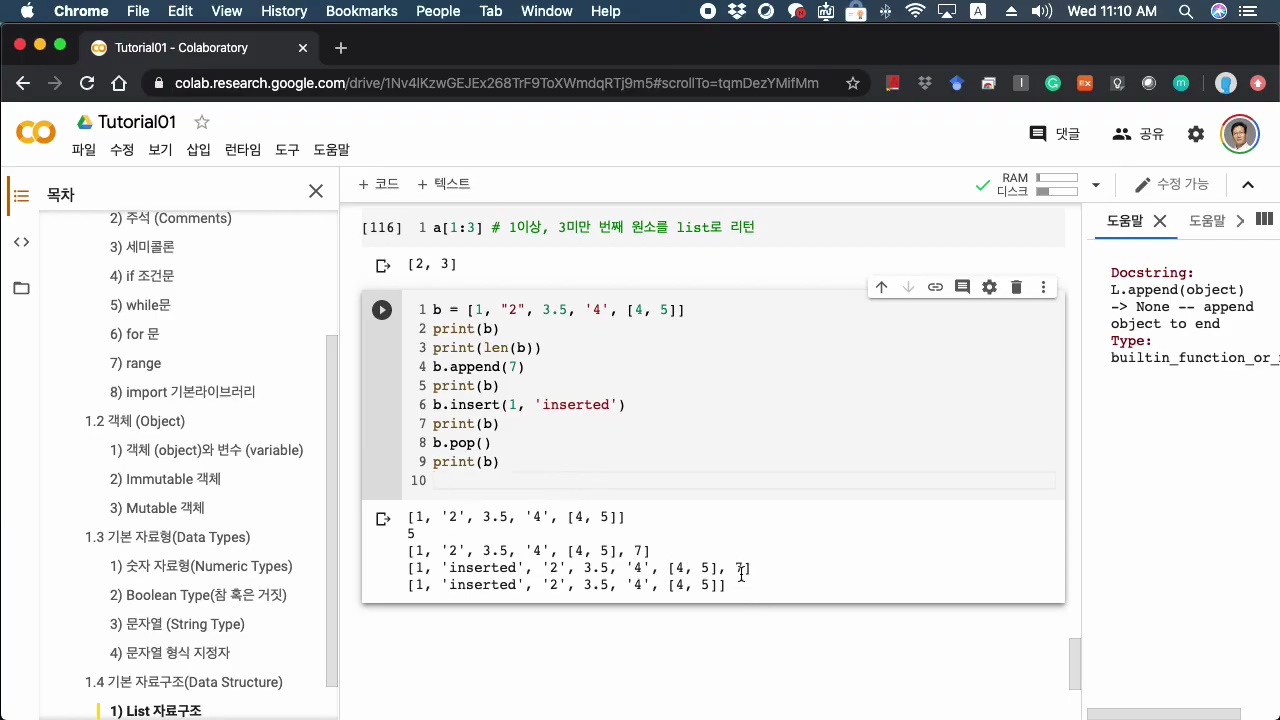 Chrome File Edit View History Bookmarks People Tab Window Help A Wed 11:10 AM
Tutorial01 - Colaboratory
colab.research.google.com/drive/1Nv4lKzwGEJEx268TrF9ToXWmdqRTj9m5#scrollTo=tqmDezYMifMm
Tutorial01
파일 수정 보기 삽입 런타임 도구 도움말
댓글 공유
+ 코드 + 텍스트
RAM
디스크
수정 가능
목차
2) 주석 (Comments)
3) 세미콜론
4) if 조건문
5) while문
6) for 문
7) range
8) import 기본라이브러리
1.2 객체 (Object)
1) 객체 (object)와 변수 (variable)
2) Immutable 객체
3) Mutable 객체
1.3 기본 자료형(Data Types)
1) 숫자 자료형(Numeric Types)
2) Boolean Type(참 혹은 거짓)
3) 문자열 (String Type)
4) 문자열 형식 지정자
1.4 기본 자료구조(Data Structure)
1) List 자료구조
[116] 1 a[1:3] # 1이상, 3미만 번째 원소를 list로 리턴
[2, 3]
1 b = [1, "2", 3.5, '4', [4, 5]]
2 print(b)
3 print(len(b))
4 b.append(7)
5 print(b)
6 b.insert(1, 'inserted')
7 print(b)
8 b.pop()
9 print(b)
10
[1, '2', 3.5, '4', [4, 5]]
5
[1, '2', 3.5, '4', [4, 5], 7]
[1, 'inserted', '2', 3.5, '4', [4, 5], 7]
[1, 'inserted', '2', 3.5, '4', [4, 5]]
도움말 도움말
Docstring:
L.append(object)
-> None -- append
object to end
Type:
builtin_function_or_